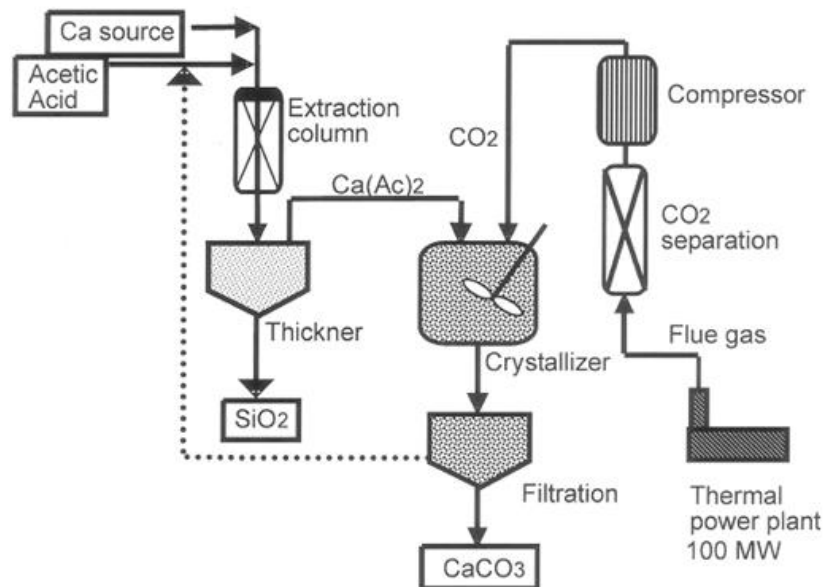 Ca source
Acetic
Acid
Extraction
column
Ca(Ac)2
Thickner
SiO2
CO2
Compressor
CO2
separation
Flue gas
Crystallizer
Filtration
CaCO3
Thermal
power plant
100 MW